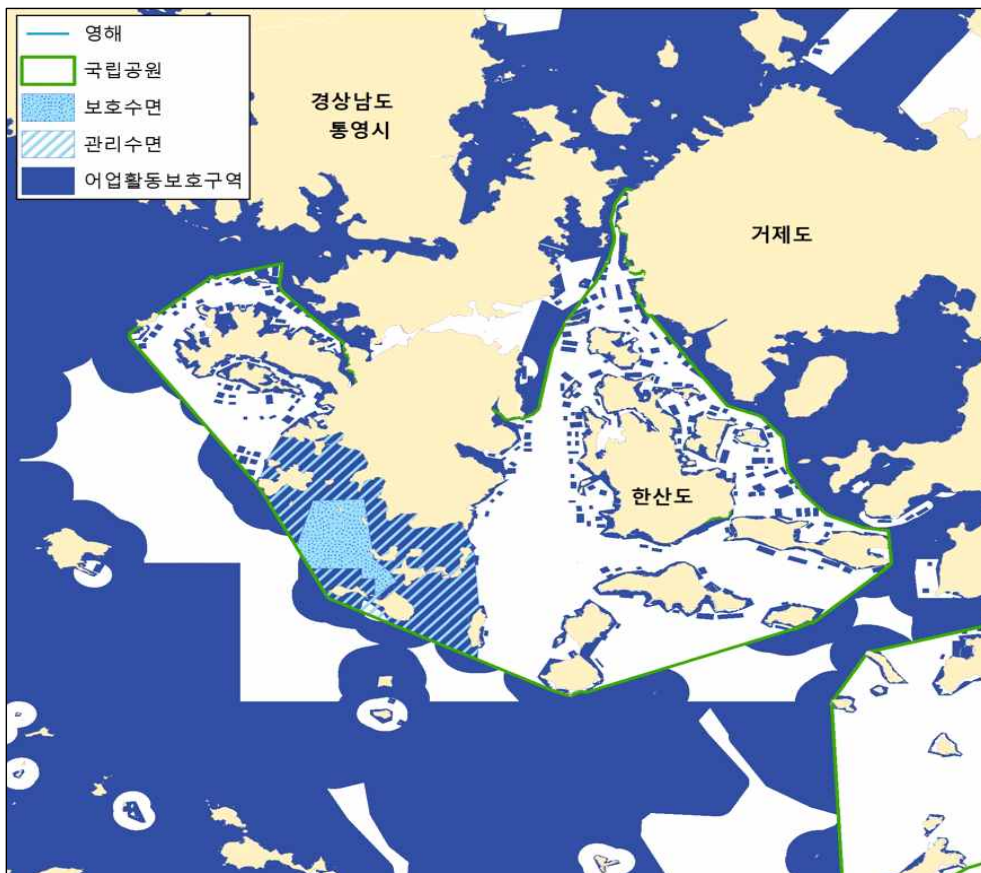 영해
국립공원
보호수면
관리수면
어업활동보호구역
경상남도
통영시
거제도
한산도